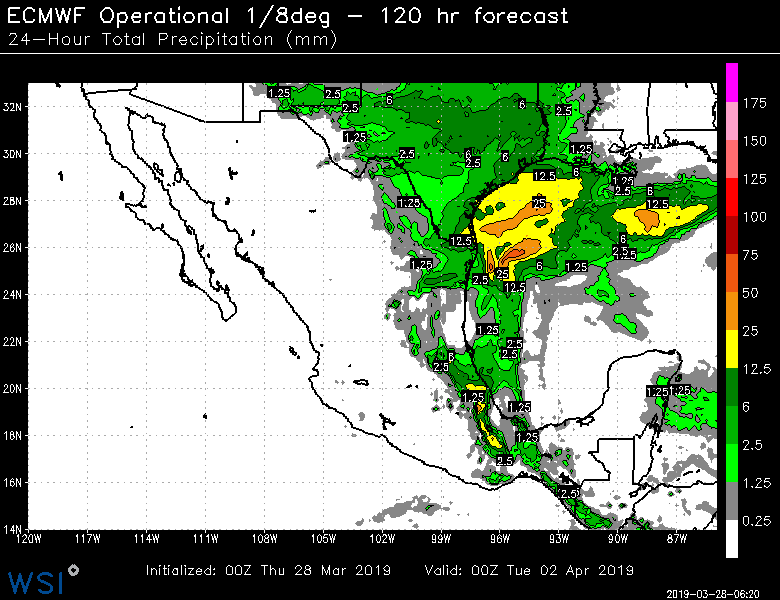 ECMWF Operational 1/8deg – 120 hr forecast
24-Hour Total Precipitation (mm)
1.25 2.5 6 6 2.5
2.5
1.25
2.5 6 2.5 6 1.25
12.5 6 1.25 2.5 6
1.25 25 12.5
12.5 6 2.5 1.25
1.25 2.5 25 12.5 6 1.25
1.25 2.5 2.5
6 2.5
1.25 1.25 1.25 1.25
1.25
2.5
2.5
32N
30N
28N
26N
24N
22N
20N
18N
16N
14N
120W 117W 114W 111W 108W 105W 102W 99W 96W 93W 90W 87W
175
150
125
100
75
50
25
12.5
6
2.5
1.25
0.25
WSI
Initialized: 00Z Thu 28 Mar 2019 Valid: 00Z Tue 02 Apr 2019
2019-03-28-06:20